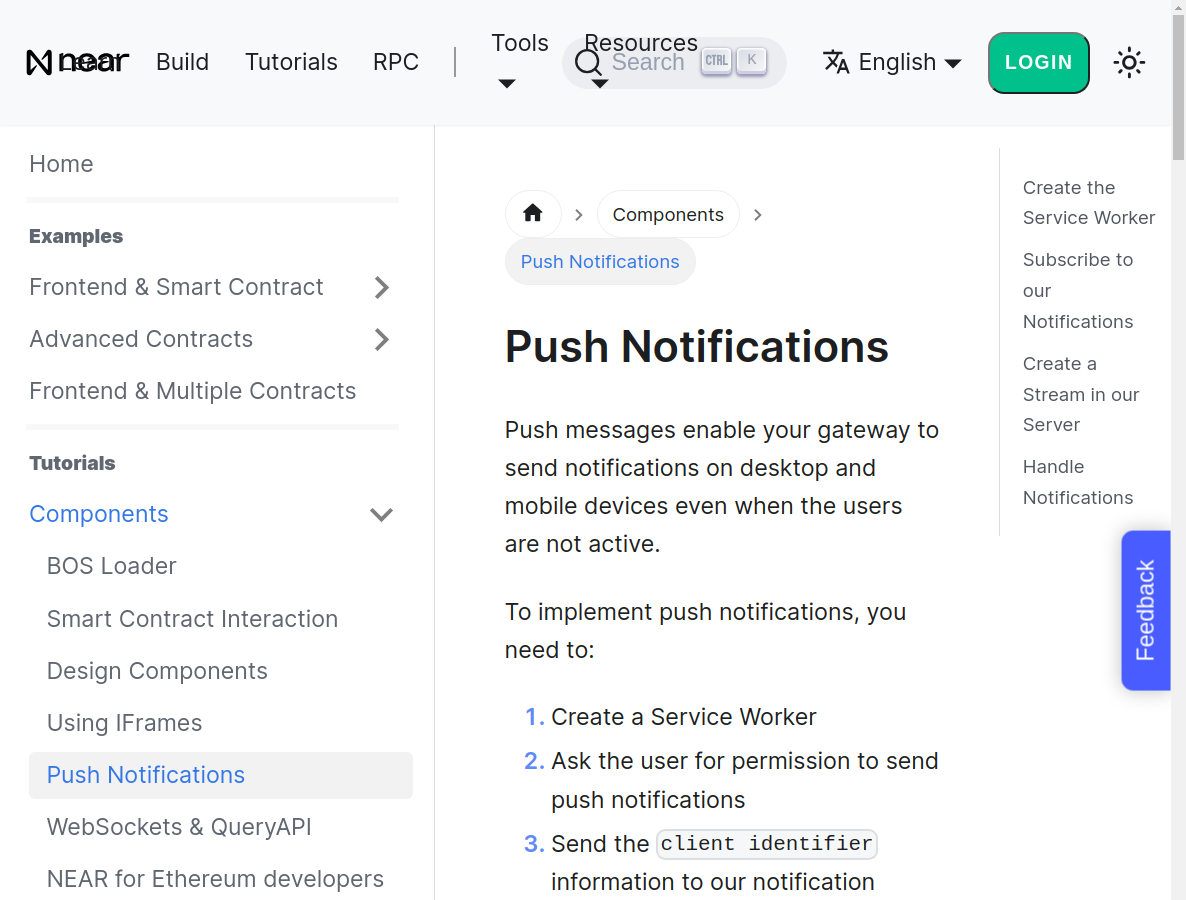 near
Learn
Build
Tutorials
RPC
Tools
Resources
Search
CTRL
K
English
LOGIN
Home
Examples
Frontend & Smart Contract
Advanced Contracts
Frontend & Multiple Contracts
Tutorials
Components
BOS Loader
Smart Contract Interaction
Design Components
Using IFrames
Push Notifications
WebSockets & QueryAPI
NEAR for Ethereum developers
Components
Push Notifications
Push Notifications
Push messages enable your gateway to
send notifications on desktop and
mobile devices even when the users
are not active.
To implement push notifications, you
need to:
1. Create a Service Worker
2. Ask the user for permission to send
push notifications
3. Send the client identifier
information to our notification
Create the
Service Worker
Subscribe to
our
Notifications
Create a
Stream in our
Server
Handle
Notifications
Feedback